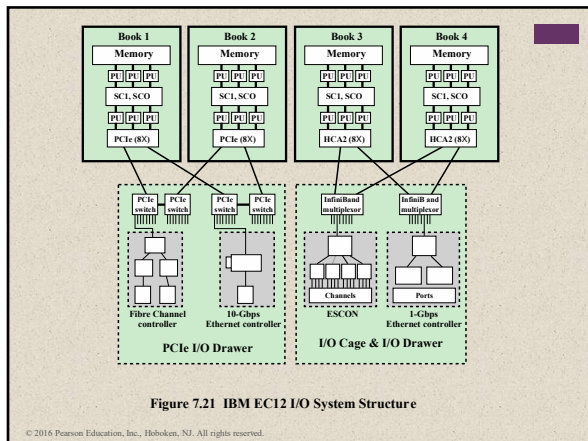 Book 1 Book 2 Book 3 Book 4
Memory Memory Memory Memory
PU PU PU PU PU PU PU PU PU PU PU PU
SC1, SCO SC1, SCO SC1, SCO SC1, SCO
PU PU PU PU PU PU PU PU PU PU PU PU
PCIe (8X) PCIe (8X) HCA2 (8X) HCA2 (8X)
PCIe PCIe PCIe PCIe InfiniBand InfiniB and
switch switch switch switch multiplexor multiplexor
Channels Ports
Fibre Channel 10-Gbps ESCON 1-Gbps
controller Ethernet controller Ethernet controller
PCIe I/O Drawer I/O Cage & I/O Drawer
Figure 7.21 IBM EC12 I/O System Structure
© 2016 Pearson Education, Inc., Hoboken, NJ. All rights reserved.